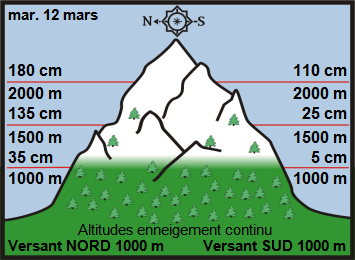 mar. 12 mars
N S
180 cm 110 cm
2000 m 2000 m
135 cm 25 cm
1500 m 1500 m
35 cm 5 cm
1000 m 1000 m
Altitudes enneigement continu
Versant NORD 1000 m Versant SUD 1000 m